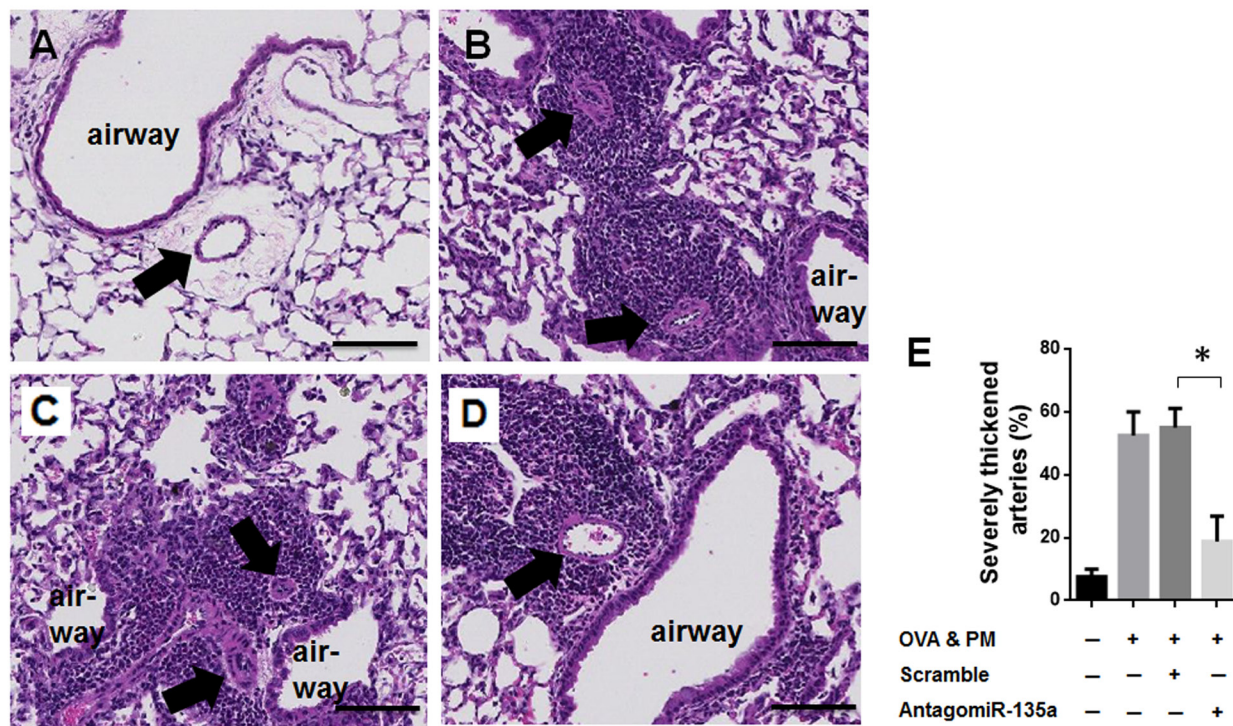 A
airway
B
air-
way
C
air-
way
air-
way
D
airway
E
Severely thickened
arteries (%)
80
60
40
20
0
*
OVA & PM – + + +
Scramble – – + –
AntagomiR-135a – – – +